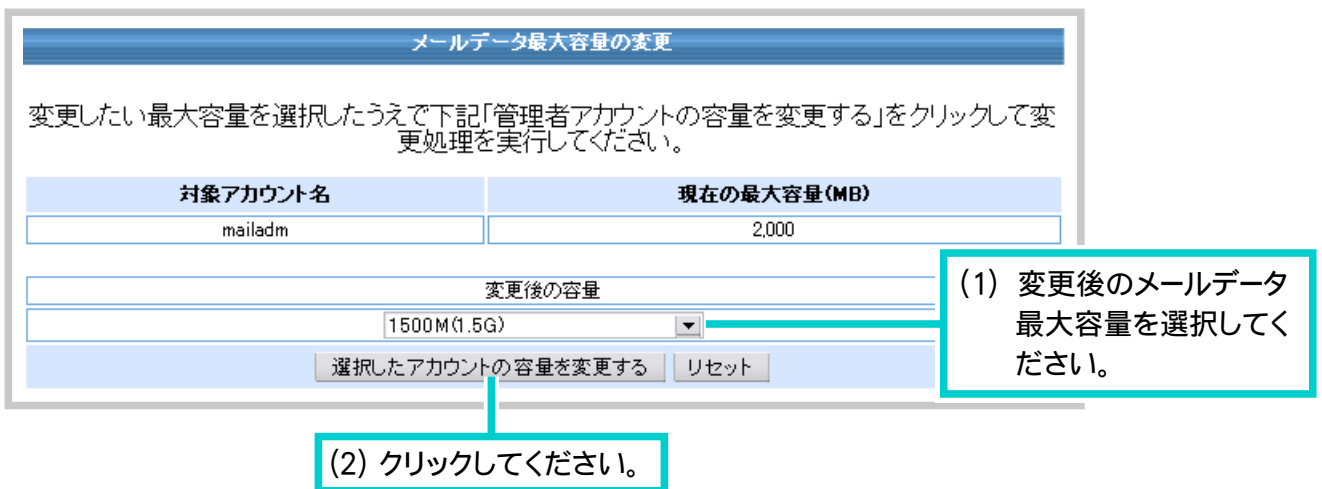 メールデータ最大容量の変更
変更したい最大容量を選択したうえで下記「管理者アカウントの容量を変更する」をクリックして変
更処理を実行してください。
対象アカウント名 現在の最大容量(MB)
mailadm 2,000
変更後の容量
1500M(1.5G)
選択したアカウントの容量を変更する リセット
(1) 変更後のメールデータ
最大容量を選択してく
ださい。
(2) クリックしてください。